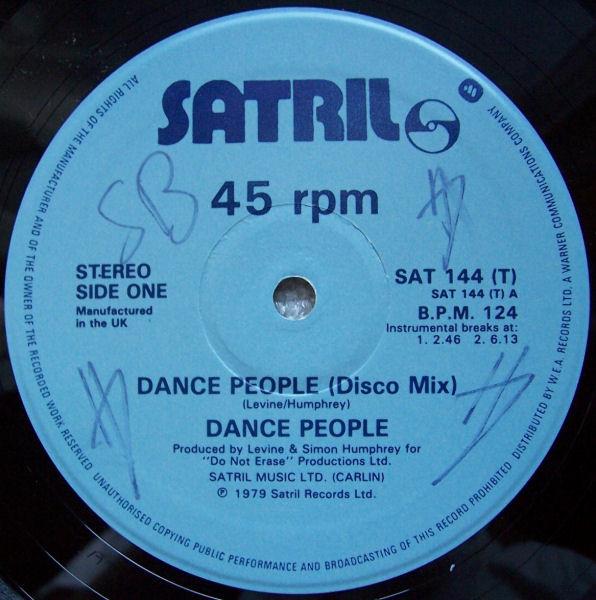 SATRIL
45 rpm
SB
STEREO
SIDE ONE
Manufactured
in the UK
SAT 144 (T)
SAT 144 (T) A
B.P.M. 124
Instrumental breaks at:
1. 2.46 2. 6.13
DANCE PEOPLE (Disco Mix)
(Levine/Humphrey)
DANCE PEOPLE
Produced by Levine & Simon Humphrey for
"Do Not Erase" Productions Ltd.
SATRIL MUSIC LTD. (CARLIN)
℗ 1979 Satril Records Ltd.
ALL RIGHTS OF THE MANUFACTURER AND OF THE OWNER OF THE RECORDED WORK RESERVED UNAUTHORISED COPYING PUBLIC PERFORMANCE AND BROADCASTING OF THIS RECORD PROHIBITED DISTRIBUTED BY W.E.A. RECORDS LTD. A WARNER COMMUNICATIONS COMPANY